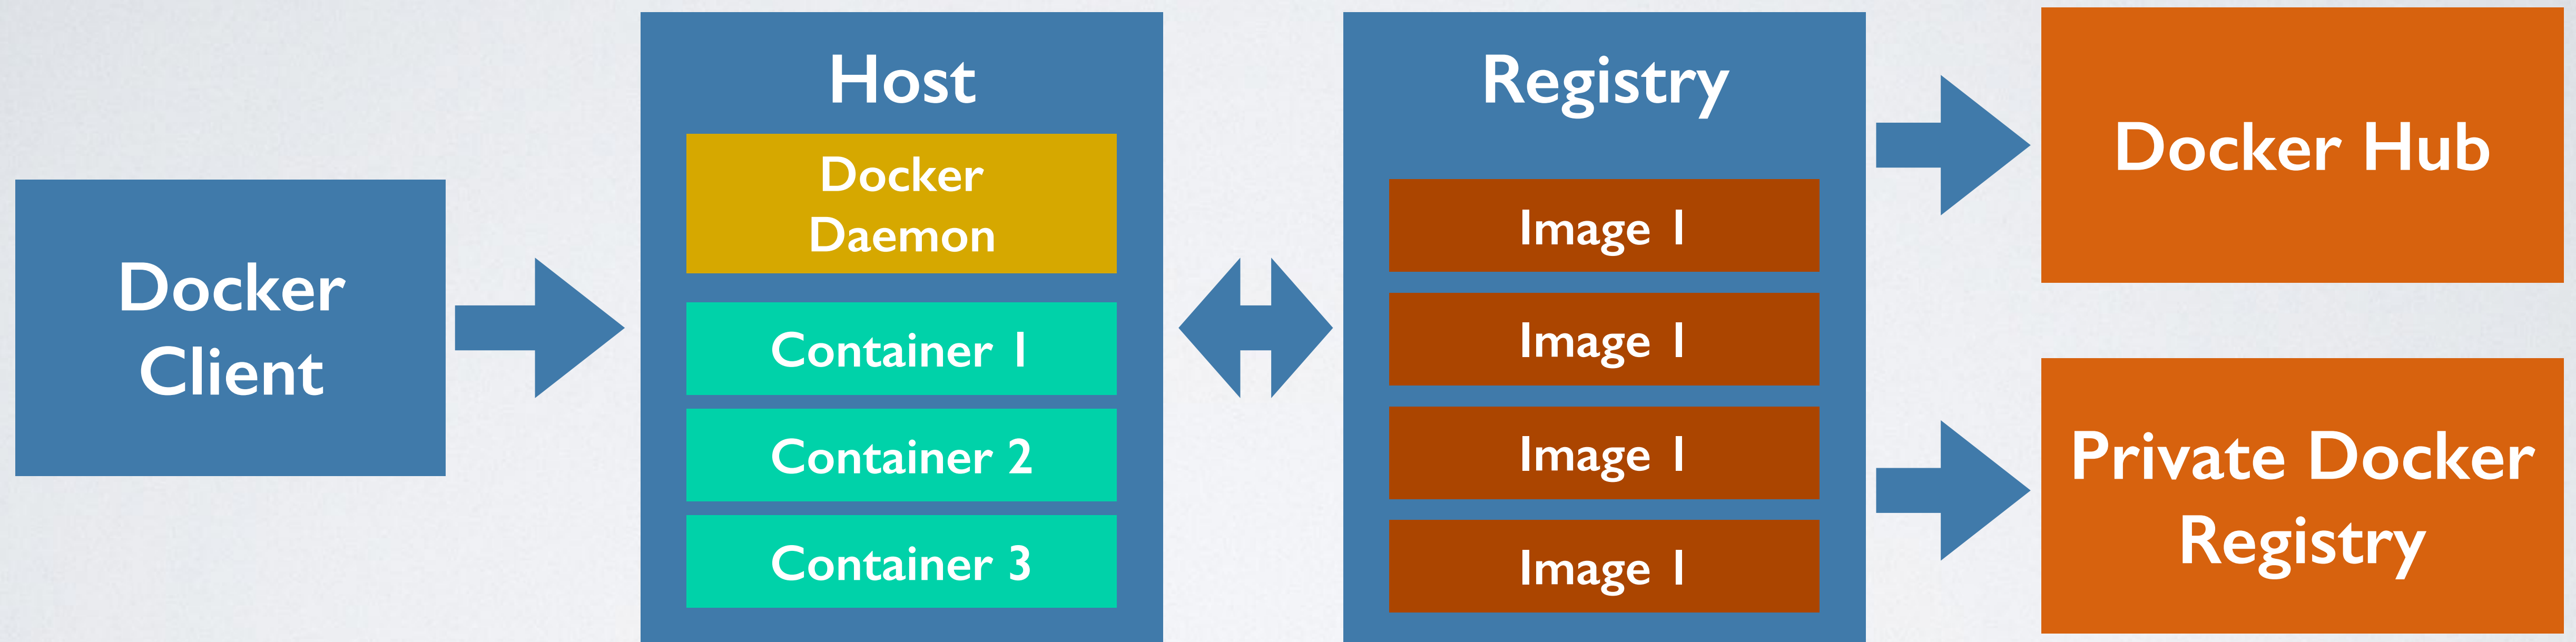 Docker
Client
Host
Docker
Daemon
Container 1
Container 2
Container 3
Registry
Image 1
Image 1
Image 1
Image 1
Docker Hub
Private Docker
Registry